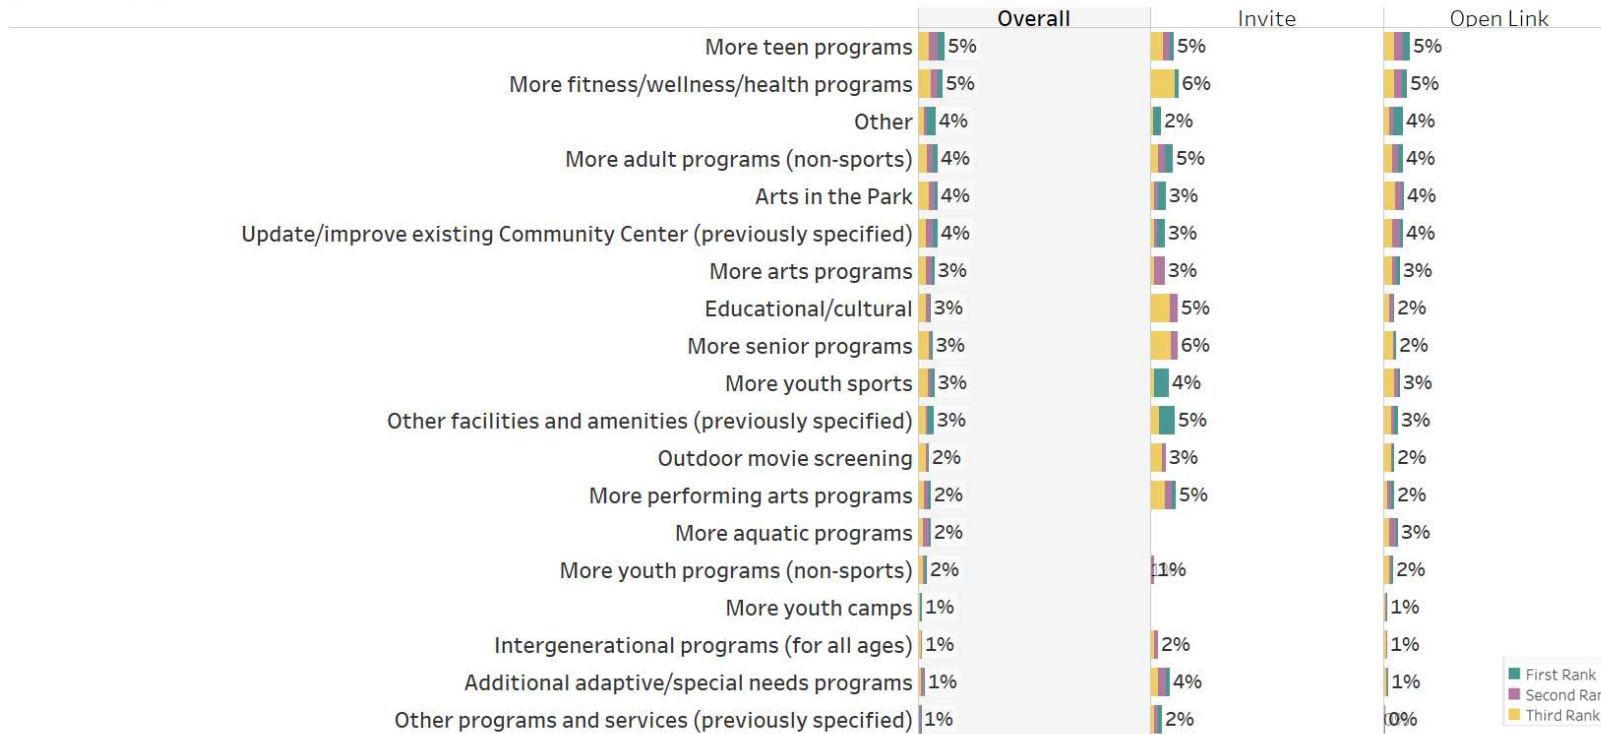 Overall Invite Open Link
More teen programs 5% 5% 5%
More fitness/wellness/health programs 5% 6% 5%
Other 4% 2% 4%
More adult programs (non-sports) 4% 5% 4%
Arts in the Park 4% 3% 4%
Update/improve existing Community Center (previously specified) 4% 3% 4%
More arts programs 3% 3% 3%
Educational/cultural 3% 5% 2%
More senior programs 3% 6% 2%
More youth sports 3% 4% 3%
Other facilities and amenities (previously specified) 3% 5% 3%
Outdoor movie screening 2% 3% 2%
More performing arts programs 2% 5% 2%
More aquatic programs 2% 3%
More youth programs (non-sports) 2% 1% 2%
More youth camps 1% 1%
Intergenerational programs (for all ages) 1% 2% 1%
Additional adaptive/special needs programs 1% 4% 1%
Other programs and services (previously specified) 1% 2% 0%
First Rank
Second Ran
Third Rank